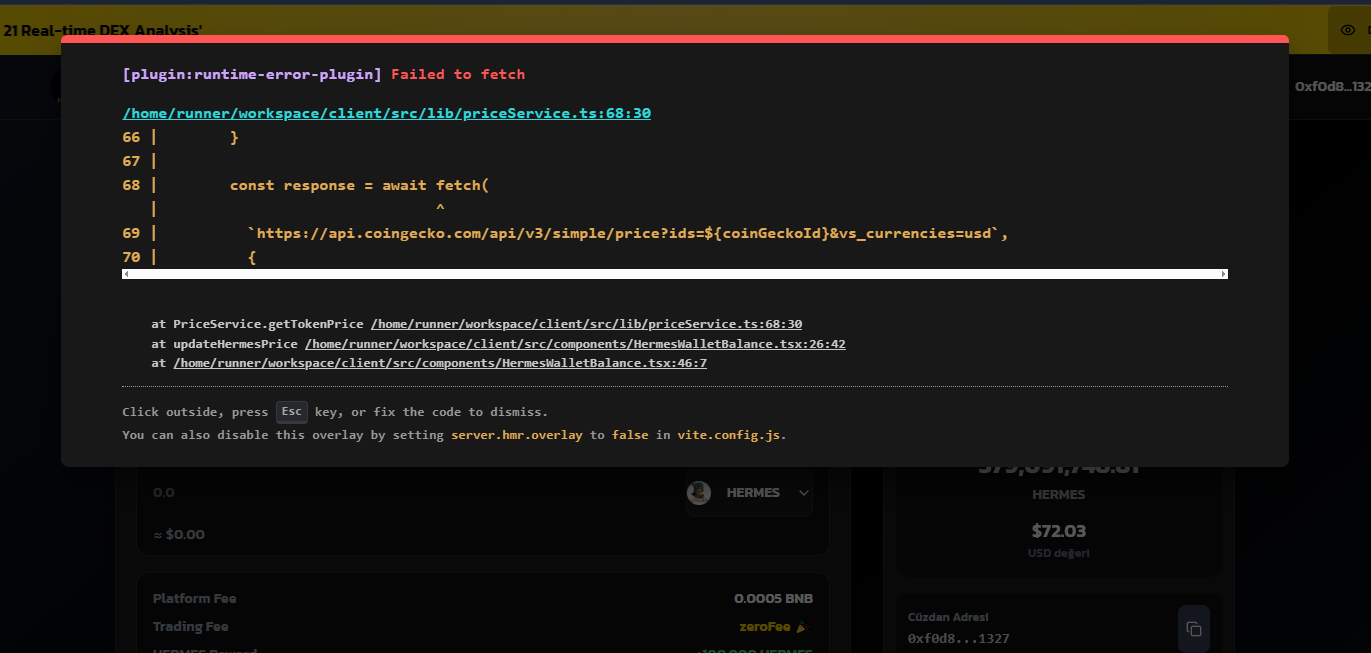 21 Real-time DEX Analysis'
[plugin:runtime-error-plugin] Failed to fetch
0xf0d8...132
/home/runner/workspace/client/src/lib/priceService.ts:68:30
66 |        }
67 |
68 |        const response = await fetch(
   |                               ^
69 |          `https://api.coingecko.com/api/v3/simple/price?ids=${coinGeckoId}&vs_currencies=usd`,
70 |          {
at PriceService.getTokenPrice /home/runner/workspace/client/src/lib/priceService.ts:68:30
at updateHermesPrice /home/runner/workspace/client/src/components/HermesWalletBalance.tsx:26:42
at /home/runner/workspace/client/src/components/HermesWalletBalance.tsx:46:7
Click outside, press Esc key, or fix the code to dismiss.
You can also disable this overlay by setting server.hmr.overlay to false in vite.config.js.
0.0
HERMES
≈ $0.00
HERMES
$72.03
USD değeri
Platform Fee
0.0005 BNB
Trading Fee
zeroFee 🎉
Cüzdan Adresi
0xf0d8...1327